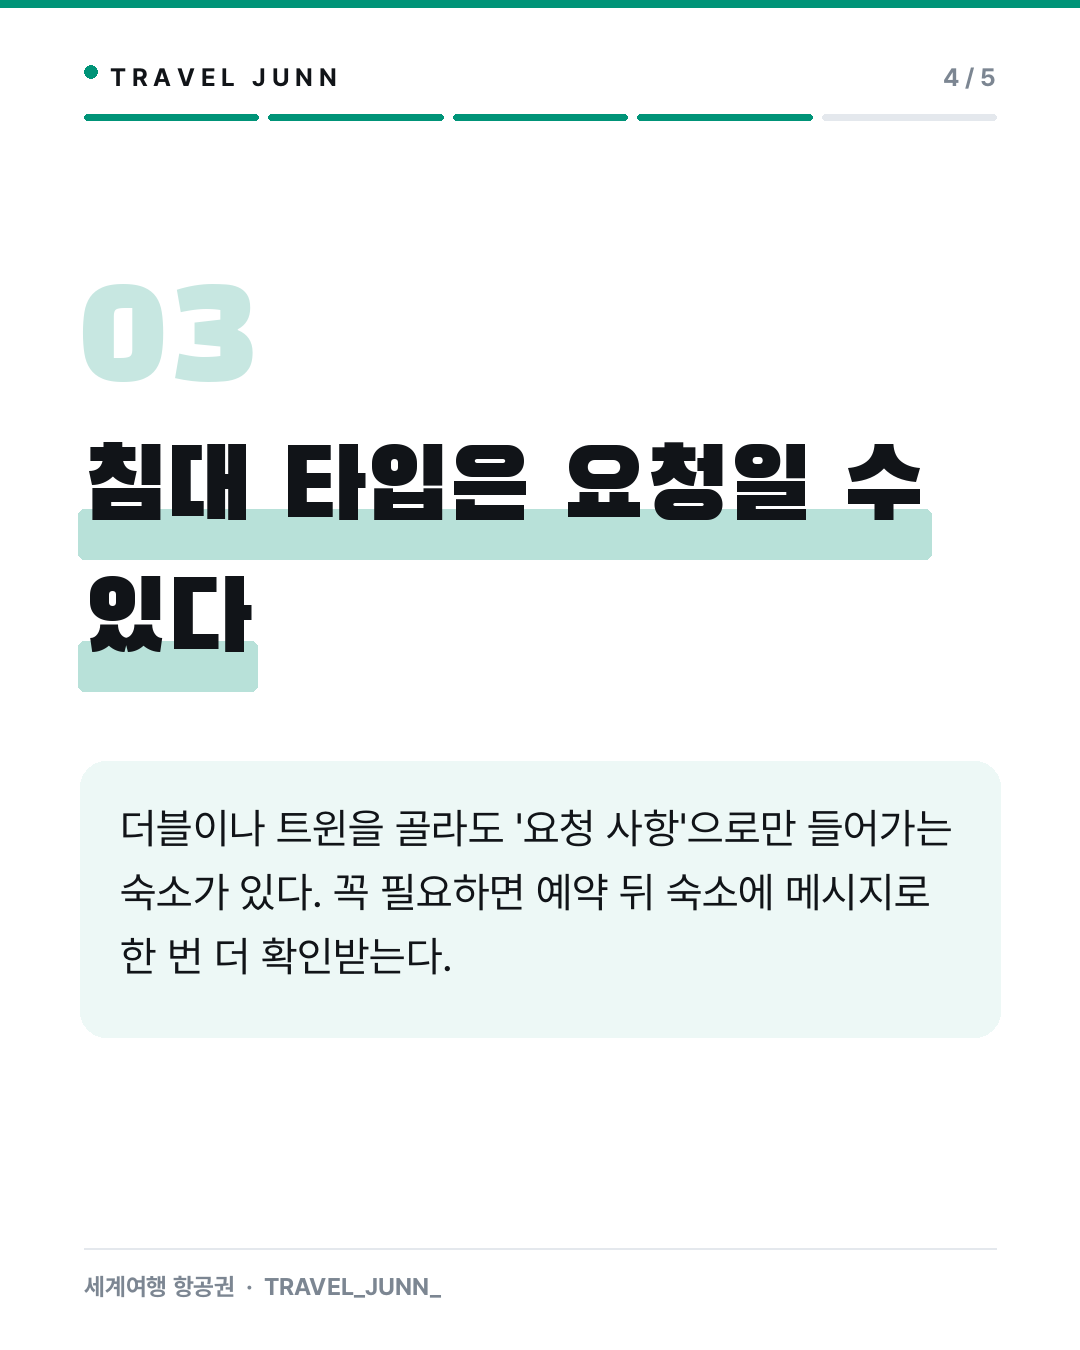 TRAVEL JUNN
4 / 5
03
침대 타입은 요청일 수
있다
더블이나 트윈을 골라도 '요청 사항'으로만 들어가는
숙소가 있다. 꼭 필요하면 예약 뒤 숙소에 메시지로
한 번 더 확인받는다.
세계여행 항공권 · TRAVEL_JUNN_